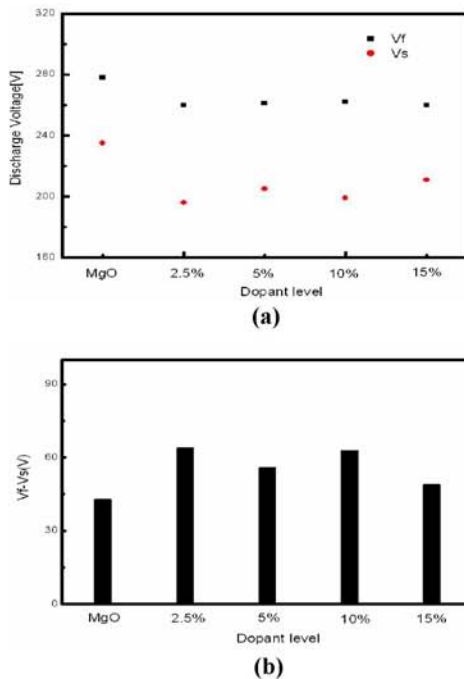 320
Vf
Vs
280
Discharge Voltage[V]
240
200
160
MgO 2.5% 5% 10% 15%
Dopant level
(a)
90
60
Vf-Vs(V)
30
0
MgO 2.5% 5% 10% 15%
Dopant level
(b)